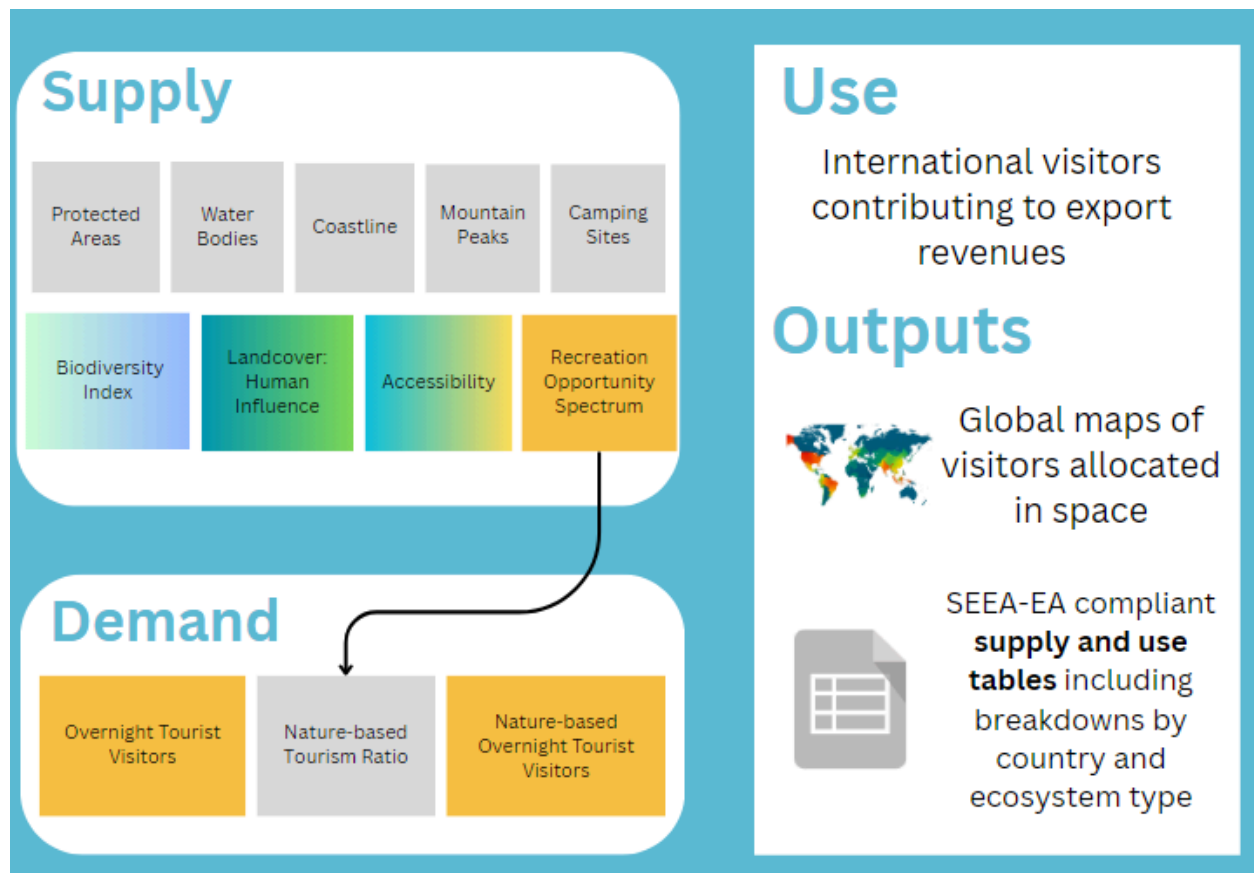 Supply
Protected
Areas
Water
Bodies
Coastline
Mountain
Peaks
Camping
Sites
Biodiversity
Index
Landcover:
Human
Influence
Accessibility
Recreation
Opportunity
Spectrum
Demand
Overnight Tourist
Visitors
Nature-based
Tourism Ratio
Nature-based
Overnight Tourist
Visitors
Use
International visitors
contributing to export
revenues
Outputs
Global maps of
visitors allocated
in space
SEEA-EA compliant
supply and use
tables including
breakdowns by
country and
ecosystem type